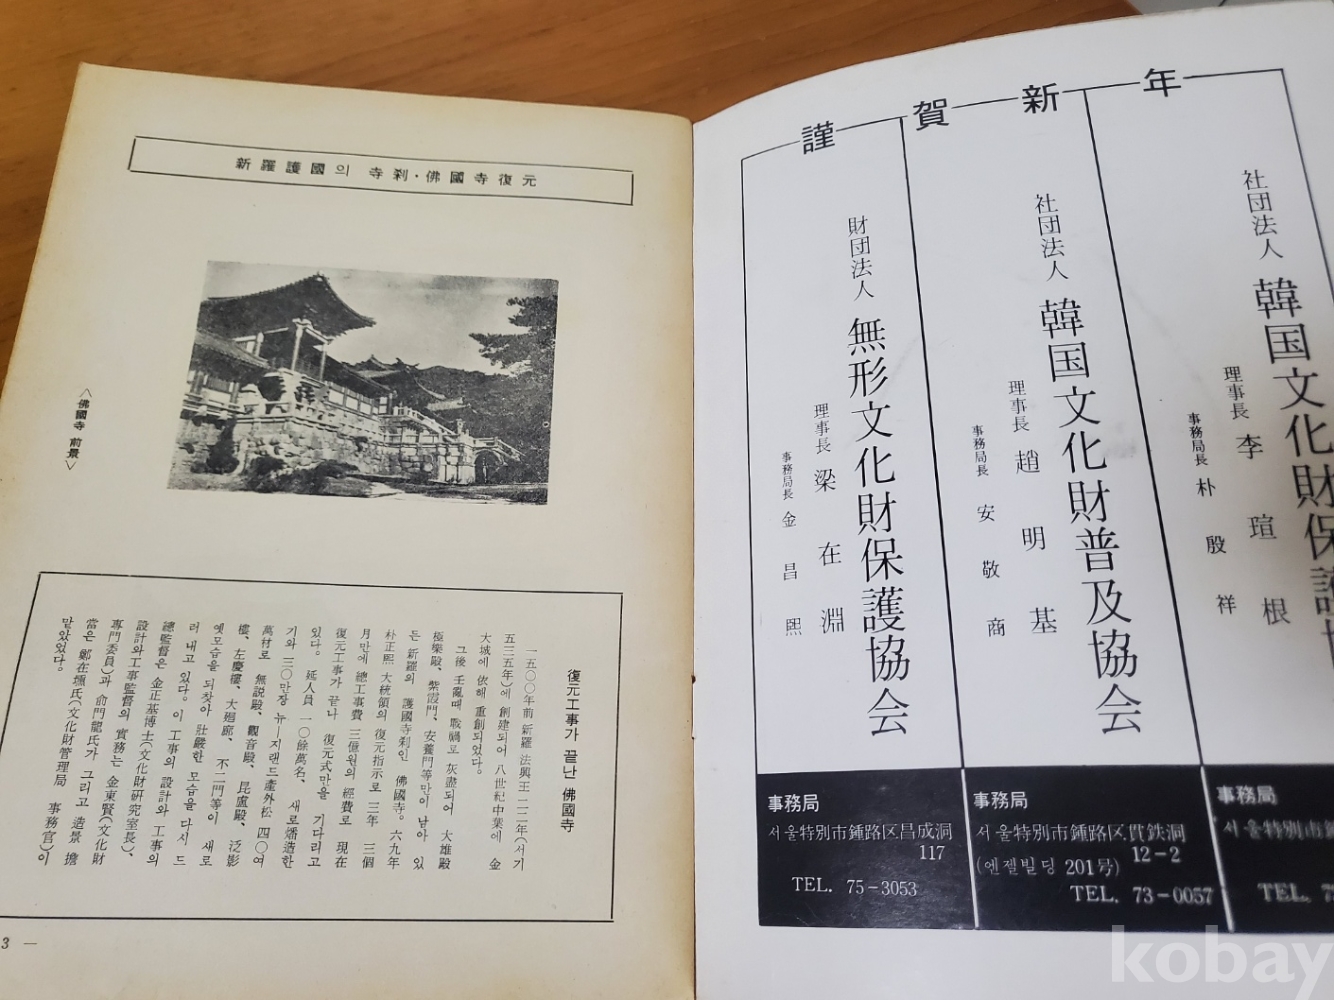 新羅護國의 寺刹·佛國寺復元
<佛國寺 前景>
復元工事가 끝난 佛國寺
一五○○年前 新羅 法興王 二二年(서기
五三五年)에 創建되어 八世紀中葉에 金
大城에 依해 重創되었다。
그後 壬亂때 戰禍로 灰盡되어 大雄殿
極樂殿、紫霞門、安養門等만이 남아 있
든 新羅의 護國寺刹인 佛國寺。六九年
朴正熙 大統領의 復元指示로 三年 三個
月만에 總工事費 三億원의 經費로 現在
復元工事가 끝나 復元式만을 기다리고
있다。 延人員 一○餘萬名、새로 燔造한
기와 三○만장 뉴—지랜드產外松 四○여
萬材로 無説殿、觀音殿、毘盧殿、泛影
樓、左慶樓、大廻廊、不二門等이 새로
옛모습을 되찾아 壯嚴한 모습을 다시 드
러 내고 있다。이 工事의 設計와 工事의
總監督은 金正基博士(文化財研究室長)、
設計와 工事監督의 實務는 金東賢(文化財
專門委員)과 兪門龍氏가 그리고 造景 擔
當은 鄭在鑂氏(文化財管理局 事務官)이
맡았었다。
3 —
謹賀新年
社団法人 韓国文化財保護協
理事長 李瑄根
事務局長 朴殷祥
事務局
서울特別市鍾
TEL. 7
社団法人 韓国文化財普及協会
理事長 趙明基
事務局長 安敬商
事務局
서울特別市鍾路区貫鉄洞
12-2
(엔젤빌딩 201号)
TEL. 73-0057
財団法人 無形文化財保護協会
理事長 梁在淵
事務局長 金昌熙
事務局
서울特別市鍾路区昌成洞
117
TEL. 75-3053
kobay